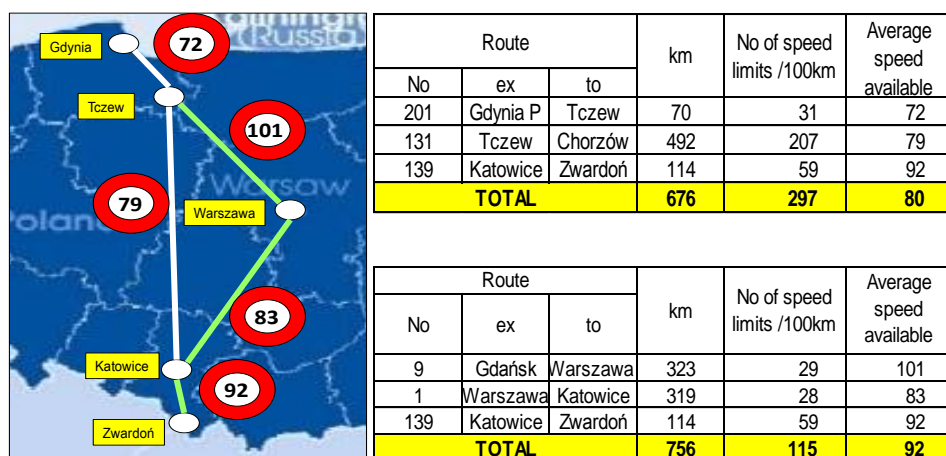 alining
(Russia)
Gdynia
72
Tczew
101
Warsaw
79
Warszawa
Polan
83
Katowice
92
Zwardoń
Route km No of speed limits /100km Average speed available
No ex to
201 Gdynia P Tczew 70 31 72
131 Tczew Chorzów 492 207 79
139 Katowice Zwardoń 114 59 92
TOTAL 676 297 80
Route km No of speed limits /100km Average speed available
No ex to
9 Gdańsk Warszawa 323 29 101
1 Warszawa Katowice 319 28 83
139 Katowice Zwardoń 114 59 92
TOTAL 756 115 92